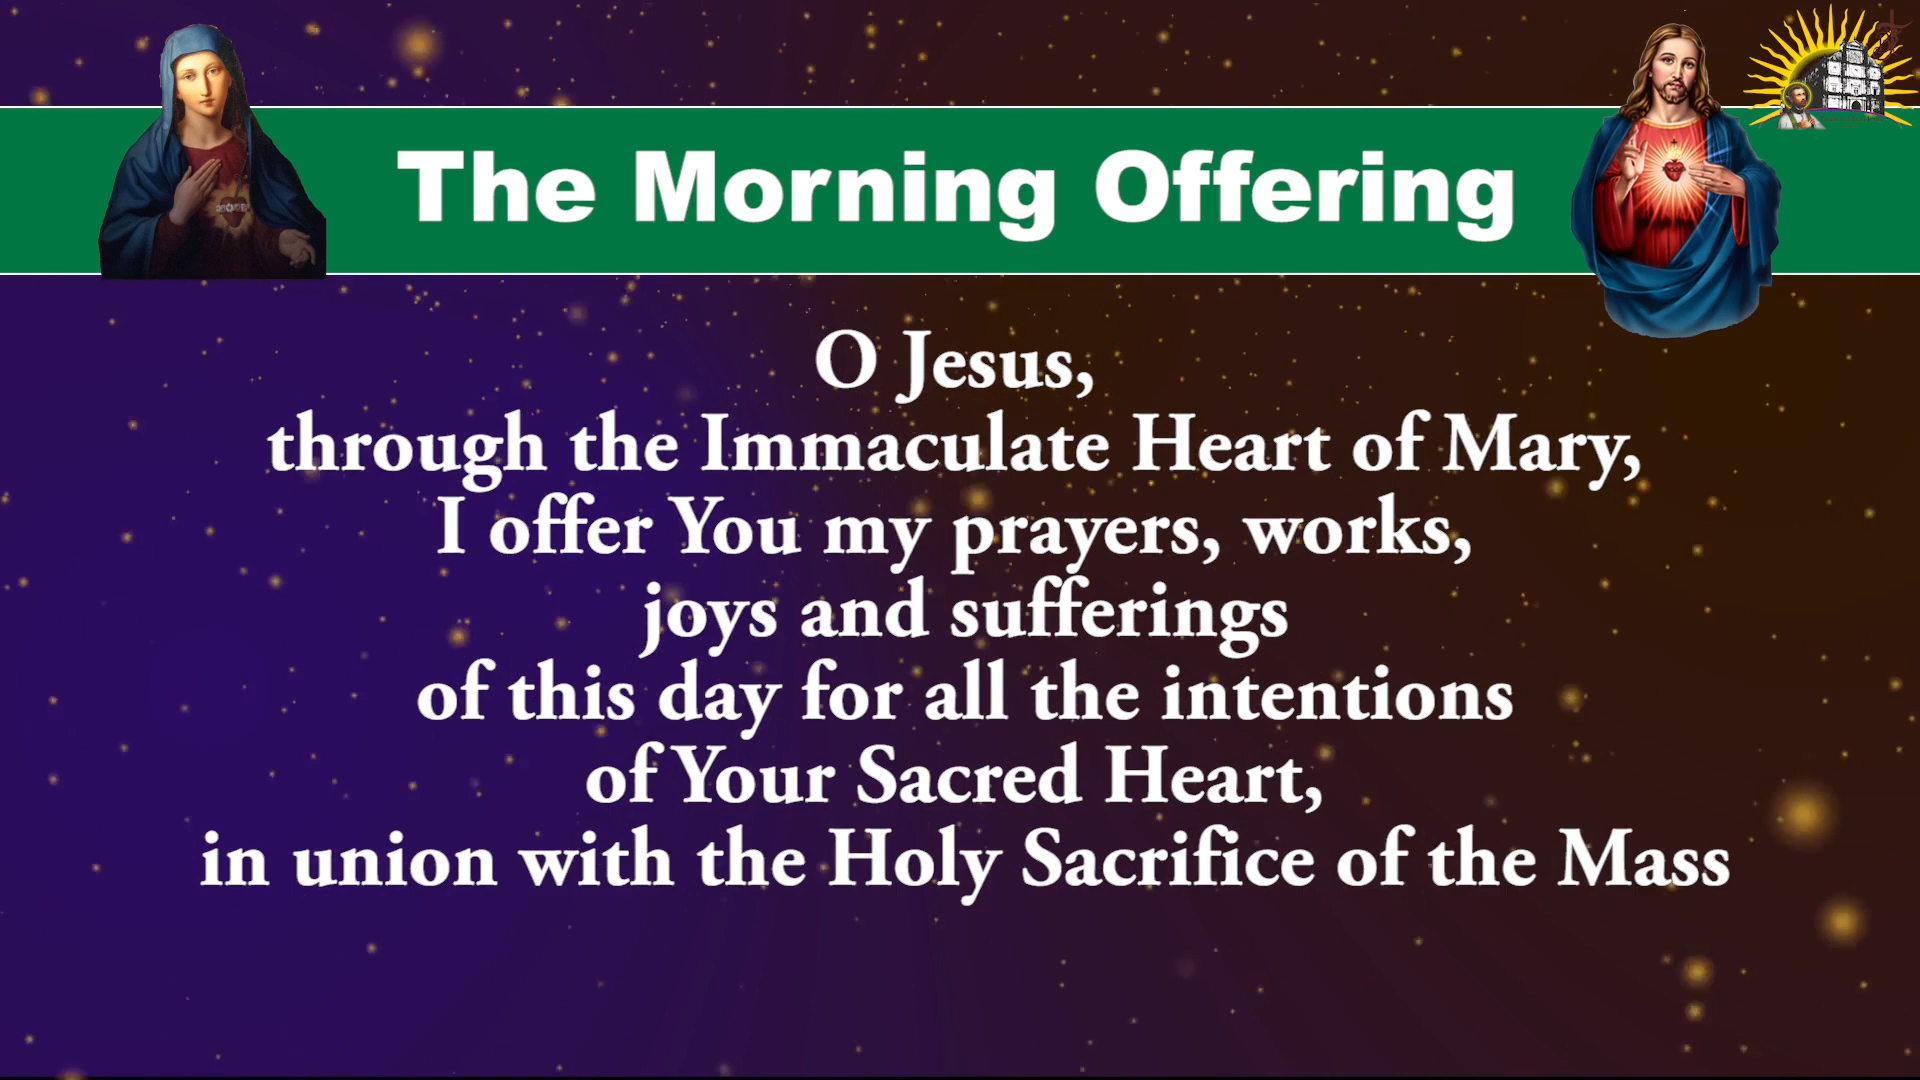 The Morning Offering
O Jesus,
through the Immaculate Heart of Mary,
I offer You my prayers, works,
joys and sufferings
of this day for all the intentions
of Your Sacred Heart,
in union with the Holy Sacrifice of the Mass